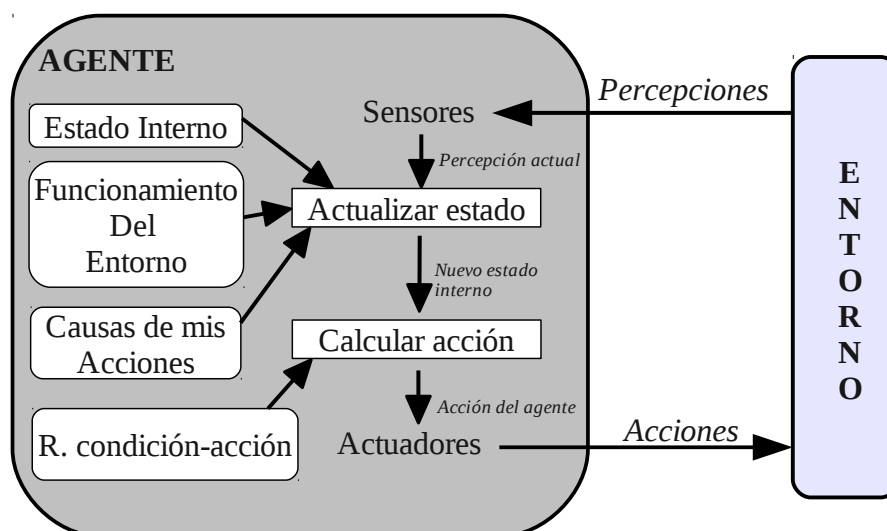 AGENTE
Percepciones
Sensores
Estado Interno
Percepción actual
Funcionamiento
Del
Entorno
Actualizar estado
Nuevo estado
interno
Causas de mis
Acciones
Calcular acción
Acción del agente
R. condición-acción
Actuadores
Acciones
E
N
T
O
R
N
O